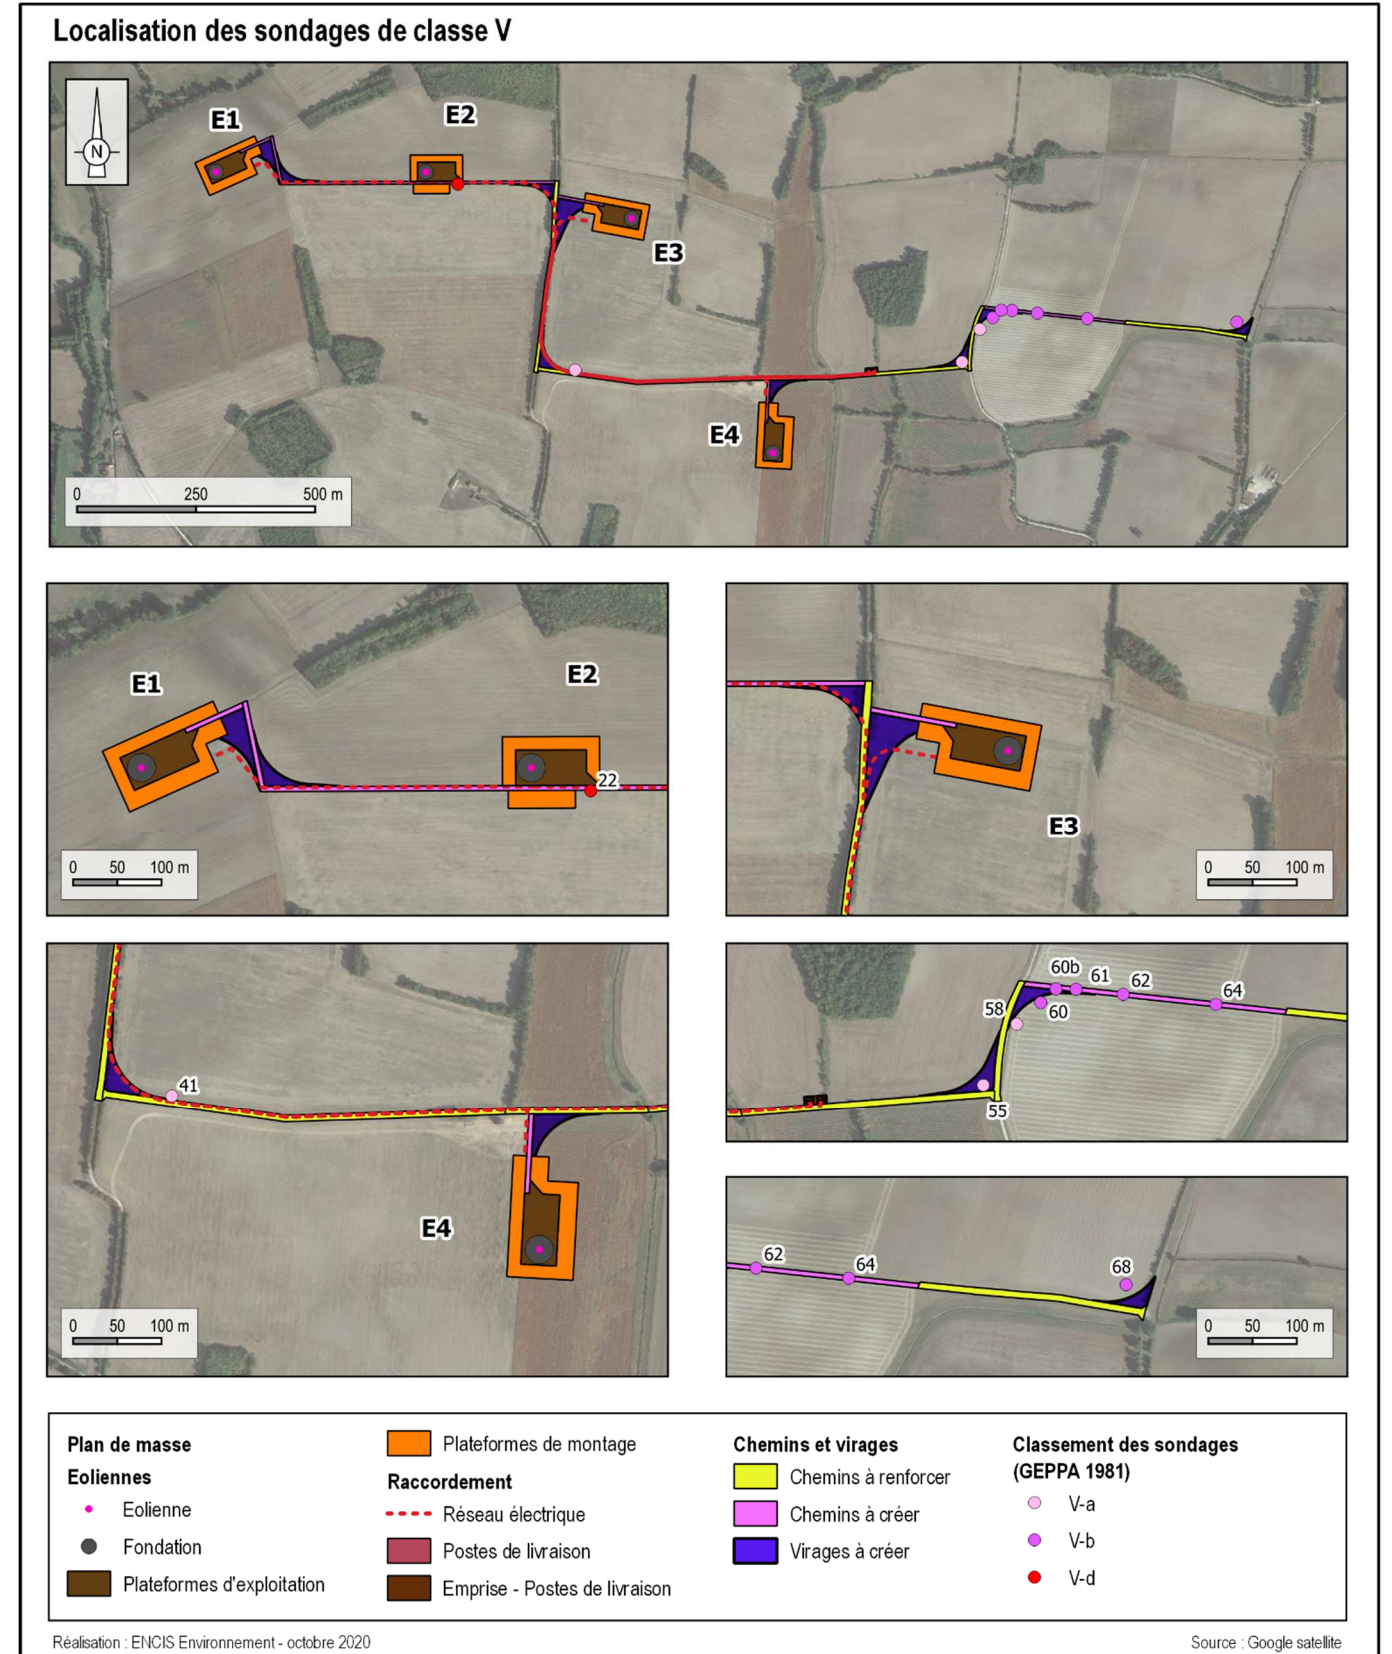 Localisation des sondages de classe V
N
E1
E2
E3
E4
0 250 500 m
E1
E2
22
0 50 100 m
E3
0 50 100 m
41
E4
0 50 100 m
60b
61
62
64
58
60
55
62
64
68
0 50 100 m
Plan de masse
Eoliennes
Eolienne
Fondation
Plateformes d'exploitation
Plateformes de montage
Raccordement
Réseau électrique
Postes de livraison
Emprise - Postes de livraison
Chemins et virages
Chemins à renforcer
Chemins à créer
Virages à créer
Classement des sondages
(GEPPA 1981)
V-a
V-b
V-d
Réalisation : ENCIS Environnement - octobre 2020
Source : Google satellite